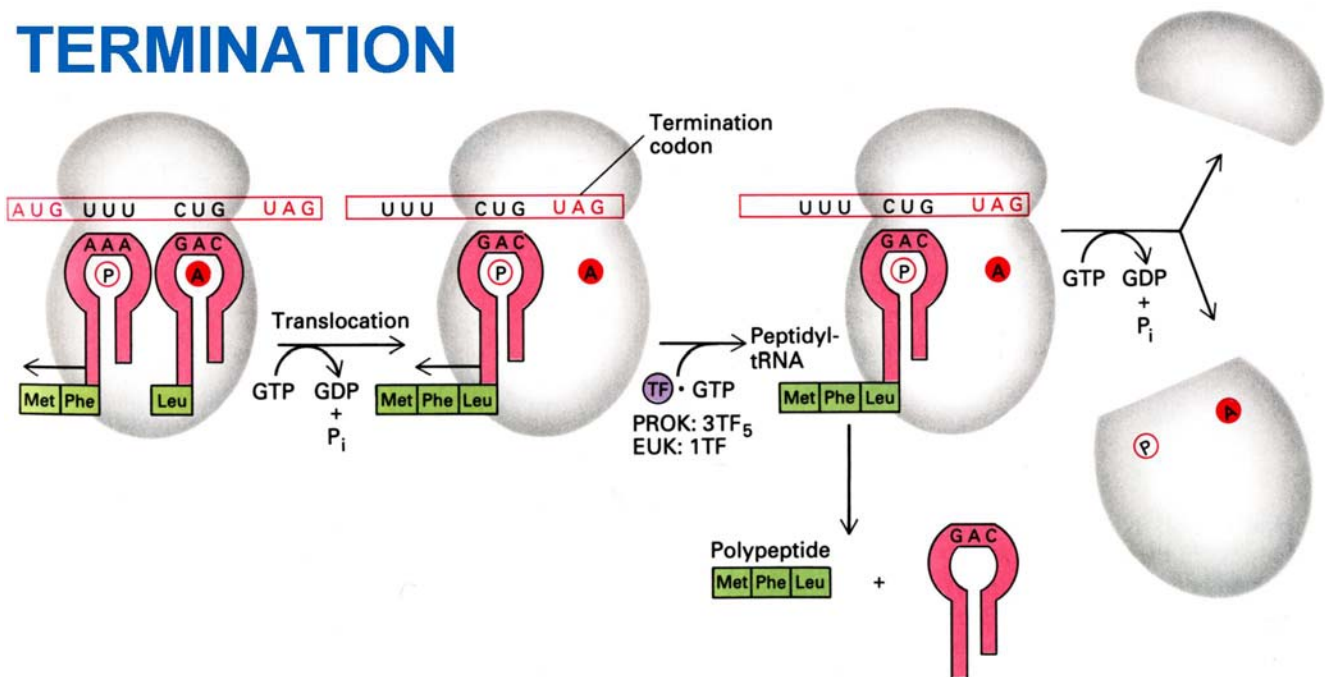 TERMINATION
Termination
codon
AUG UUU CUG UAG
AAA GAC
P A
Translocation
GTP GDP
+
Pi
Met Phe Leu
UUU CUG UAG
GAC
P A
Met Phe Leu
TF · GTP
PROK: 3TF5
EUK: 1TF
Peptidyl-
tRNA
UUU CUG UAG
GAC
P A
Met Phe Leu
GTP GDP
+
Pi
P A
Polypeptide
Met Phe Leu + GAC